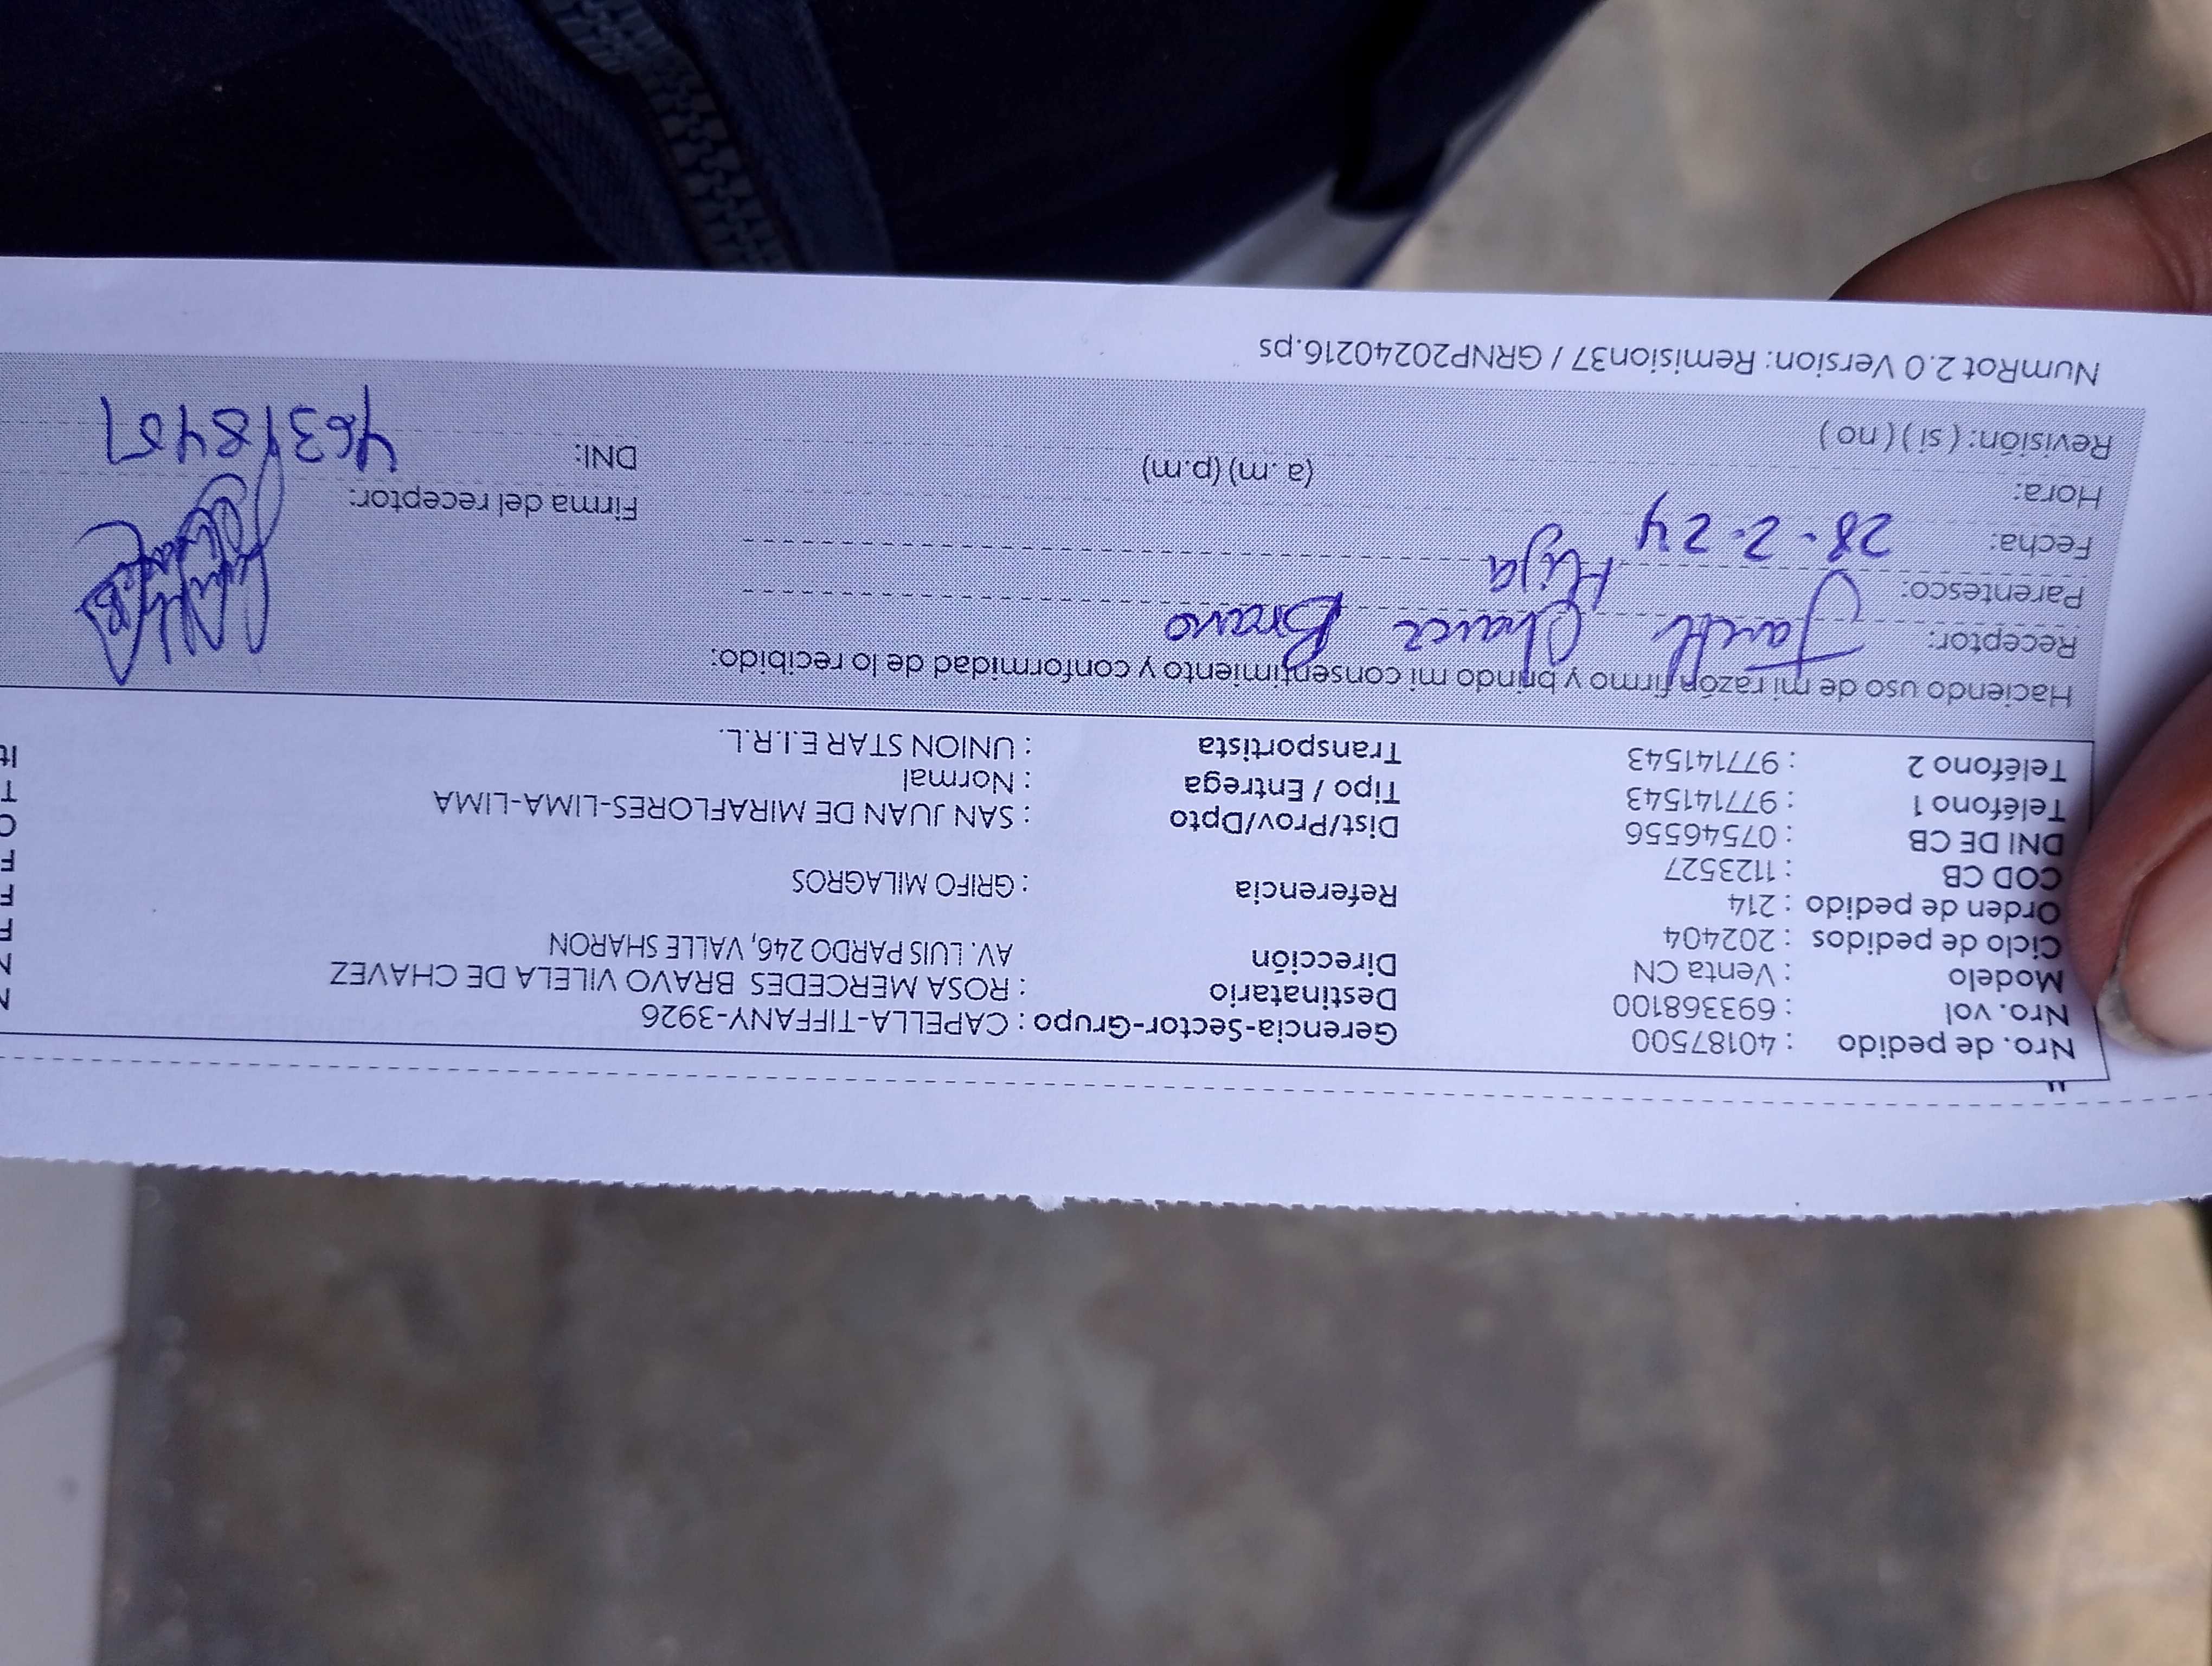 Nro. de pedido : 40187500 Gerencia-Sector-Grupo : CAPELLA-TIFFANY-3926
Nro. vol : 693368100 Destinatario : ROSA MERCEDES BRAVO VILELA DE CHAVEZ
Modelo : Venta CN Dirección AV. LUIS PARDO 246, VALLE SHARON
Ciclo de pedidos : 202404
Orden de pedido : 214 Referencia : GRIFO MILAGROS
COD CB : 1123527
DNI DE CB : 07546556 Dist/Prov/Dpto : SAN JUAN DE MIRAFLORES-LIMA-LIMA
Teléfono 1 : 977141543 Tipo / Entrega : Normal
Teléfono 2 : 977141543 Transportista : UNION STAR E.I.R.L.
Haciendo uso de mi razón firmo y brindo mi consentimiento y conformidad de lo recibido:
Receptor: Bravo
Parentesco: Hija
Fecha: 28-2-24 Firma del receptor:
Hora: (a .m) (p.m) DNI:
Revisión: ( si ) ( no )
NumRot 2.0 Version: Remision37 / GRNP20240216.ps